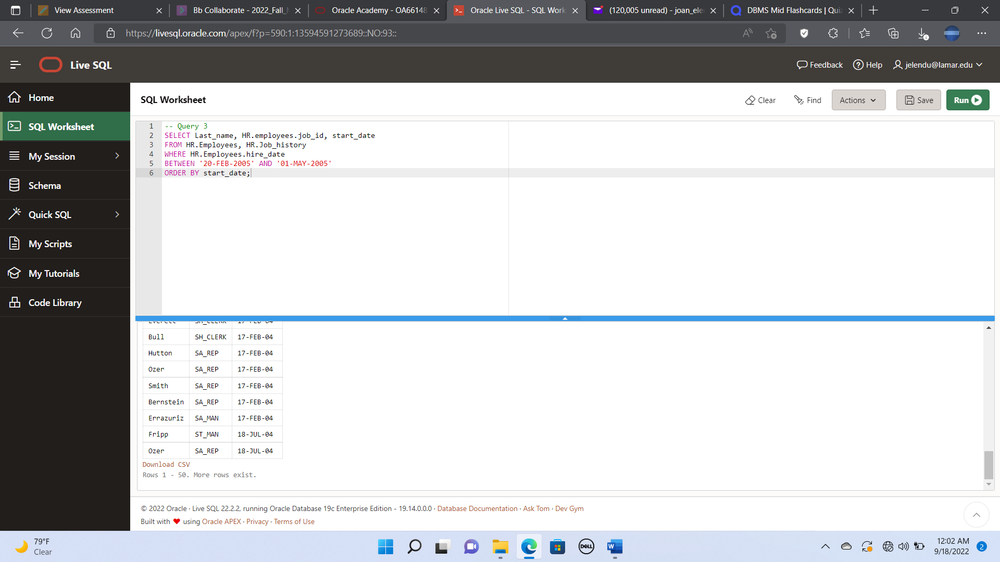 View Assessment
Bb Collaborate - 2022_Fall_
Oracle Academy - OA66148
Oracle Live SQL - SQL Work
(120,005 unread) - joan_ele
DBMS Mid Flashcards | Qui
https://livesql.oracle.com/apex/f?p=590:1:13594591273689::NO:93::
Live SQL
Feedback
Help
jelendu@lamar.edu
Home
SQL Worksheet
My Session
Schema
Quick SQL
My Scripts
My Tutorials
Code Library
SQL Worksheet
Clear
Find
Actions
Save
Run
1 -- Query 3
2 SELECT Last_name, HR.employees.job_id, start_date
3 FROM HR.Employees, HR.Job_history
4 WHERE HR.Employees.hire_date
5 BETWEEN '20-FEB-2005' AND '01-MAY-2005'
6 ORDER BY start_date;
Everett SH_CLERK 17-FEB-04
Bull SH_CLERK 17-FEB-04
Hutton SA_REP 17-FEB-04
Ozer SA_REP 17-FEB-04
Smith SA_REP 17-FEB-04
Bernstein SA_REP 17-FEB-04
Errazuriz SA_MAN 17-FEB-04
Fripp ST_MAN 18-JUL-04
Ozer SA_REP 18-JUL-04
Download CSV
Rows 1 - 50. More rows exist.
© 2022 Oracle · Live SQL 22.2.2, running Oracle Database 19c Enterprise Edition - 19.14.0.0.0 · Database Documentation · Ask Tom · Dev Gym
Built with ❤ using Oracle APEX · Privacy · Terms of Use
79°F
Clear
DELL
W
12:02 AM
9/18/2022
2